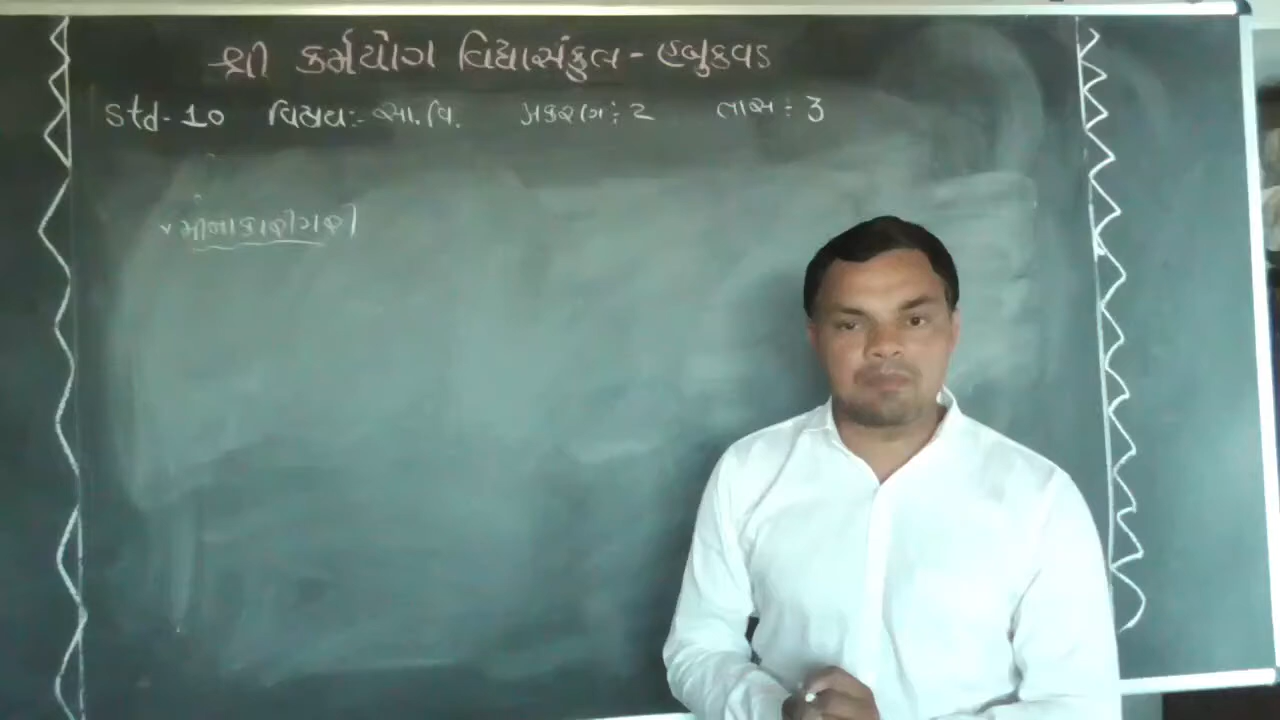 શ્રી કર્મયોગ વિદ્યાસંકુલ - હબુકવડ
Std - 10 વિષય :- સા. વિ. પ્રકરણ : 2 તાસ : 3
મીનાકારીગરી